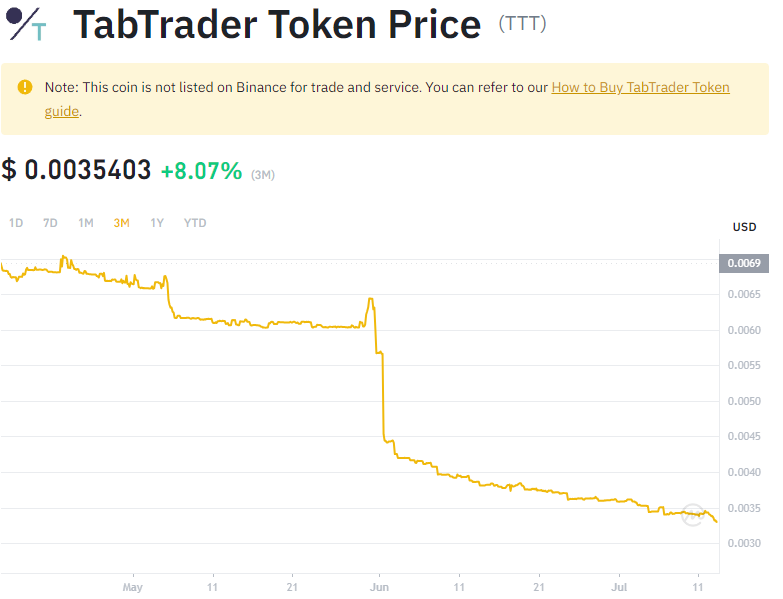 TabTrader Token Price (TTT)
Note: This coin is not listed on Binance for trade and service. You can refer to our How to Buy TabTrader Token
guide.
$ 0.0035403 +8.07% (3M)
1D 7D 1M 3M 1Y YTD
USD
0.0069
0.0065
0.0060
0.0055
0.0050
0.0045
0.0040
0.0035
0.0030
May 11 21 Jun 11 21 Jul 11